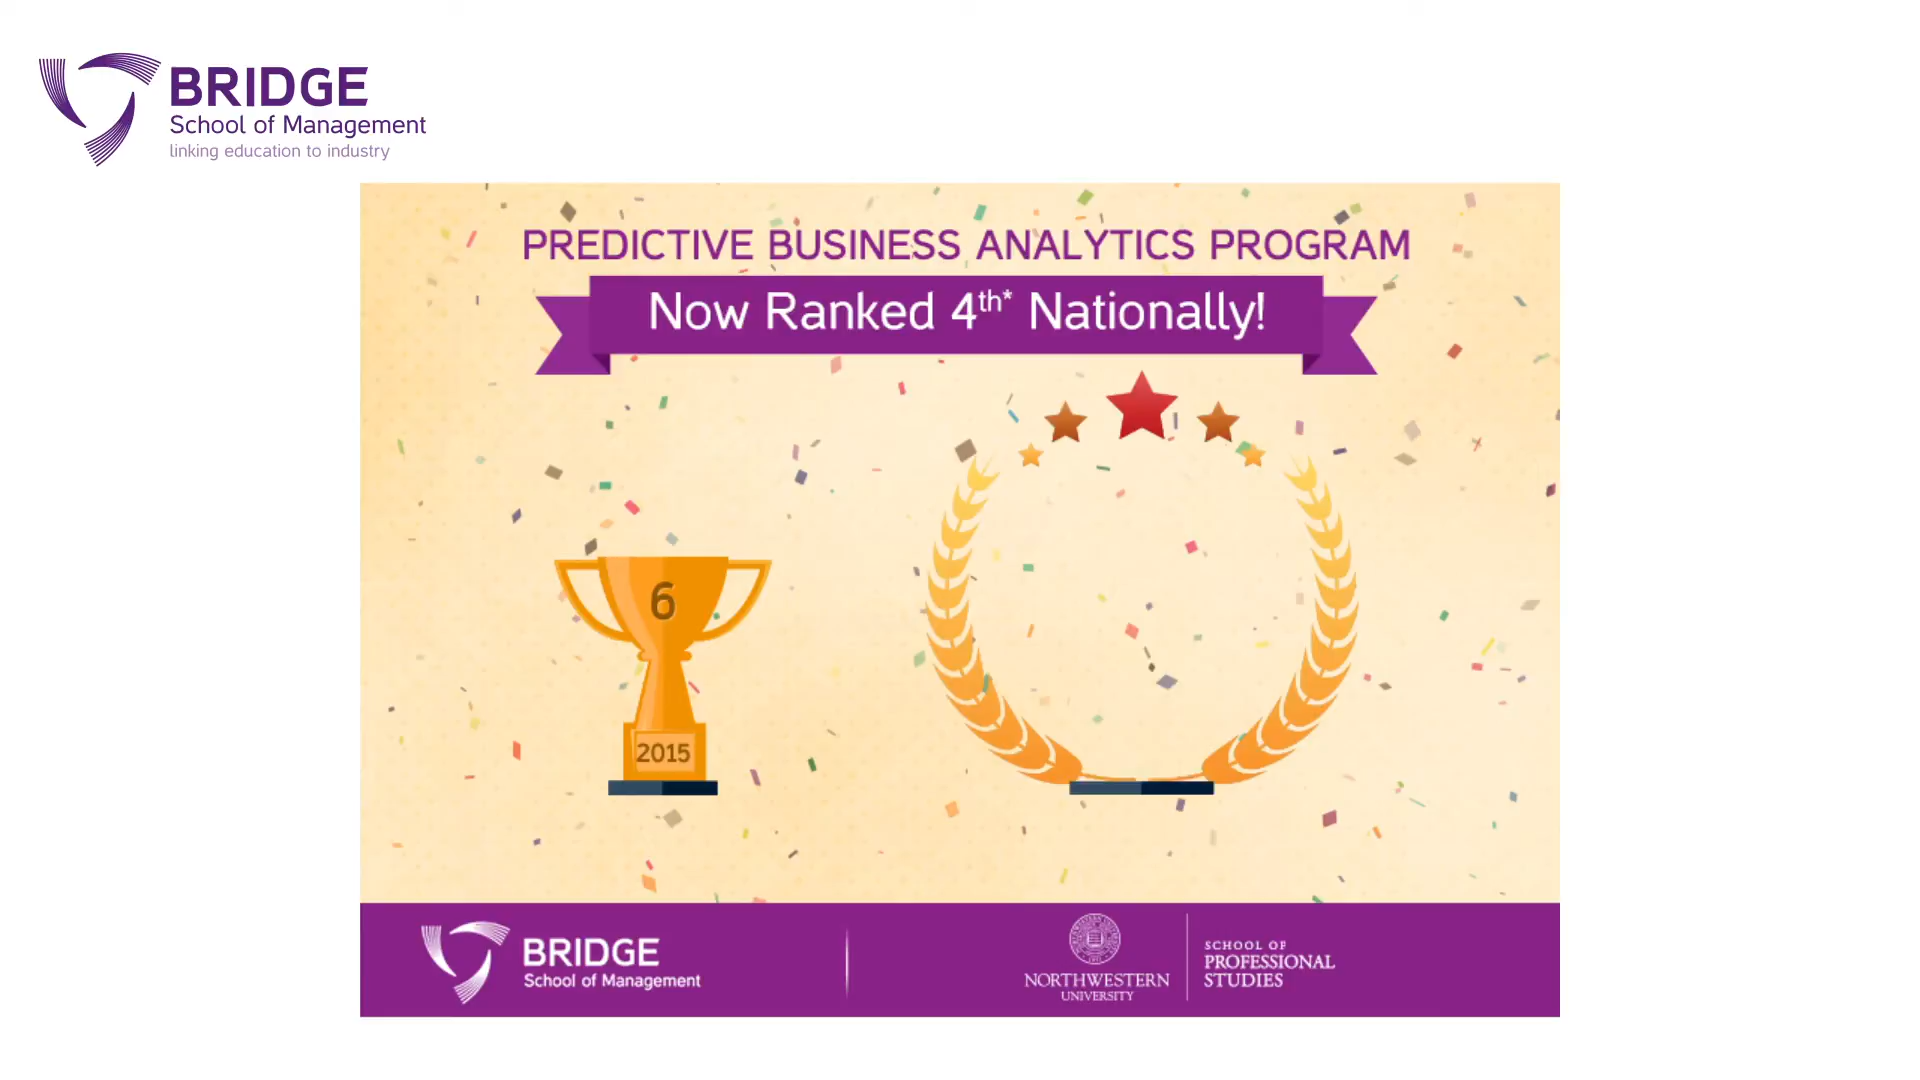 BRIDGE
School of Management
linking education to industry
PREDICTIVE BUSINESS ANALYTICS PROGRAM
Now Ranked 4th* Nationally!
6
2015
BRIDGE
School of Management
NORTHWESTERN
UNIVERSITY
SCHOOL OF
PROFESSIONAL
STUDIES